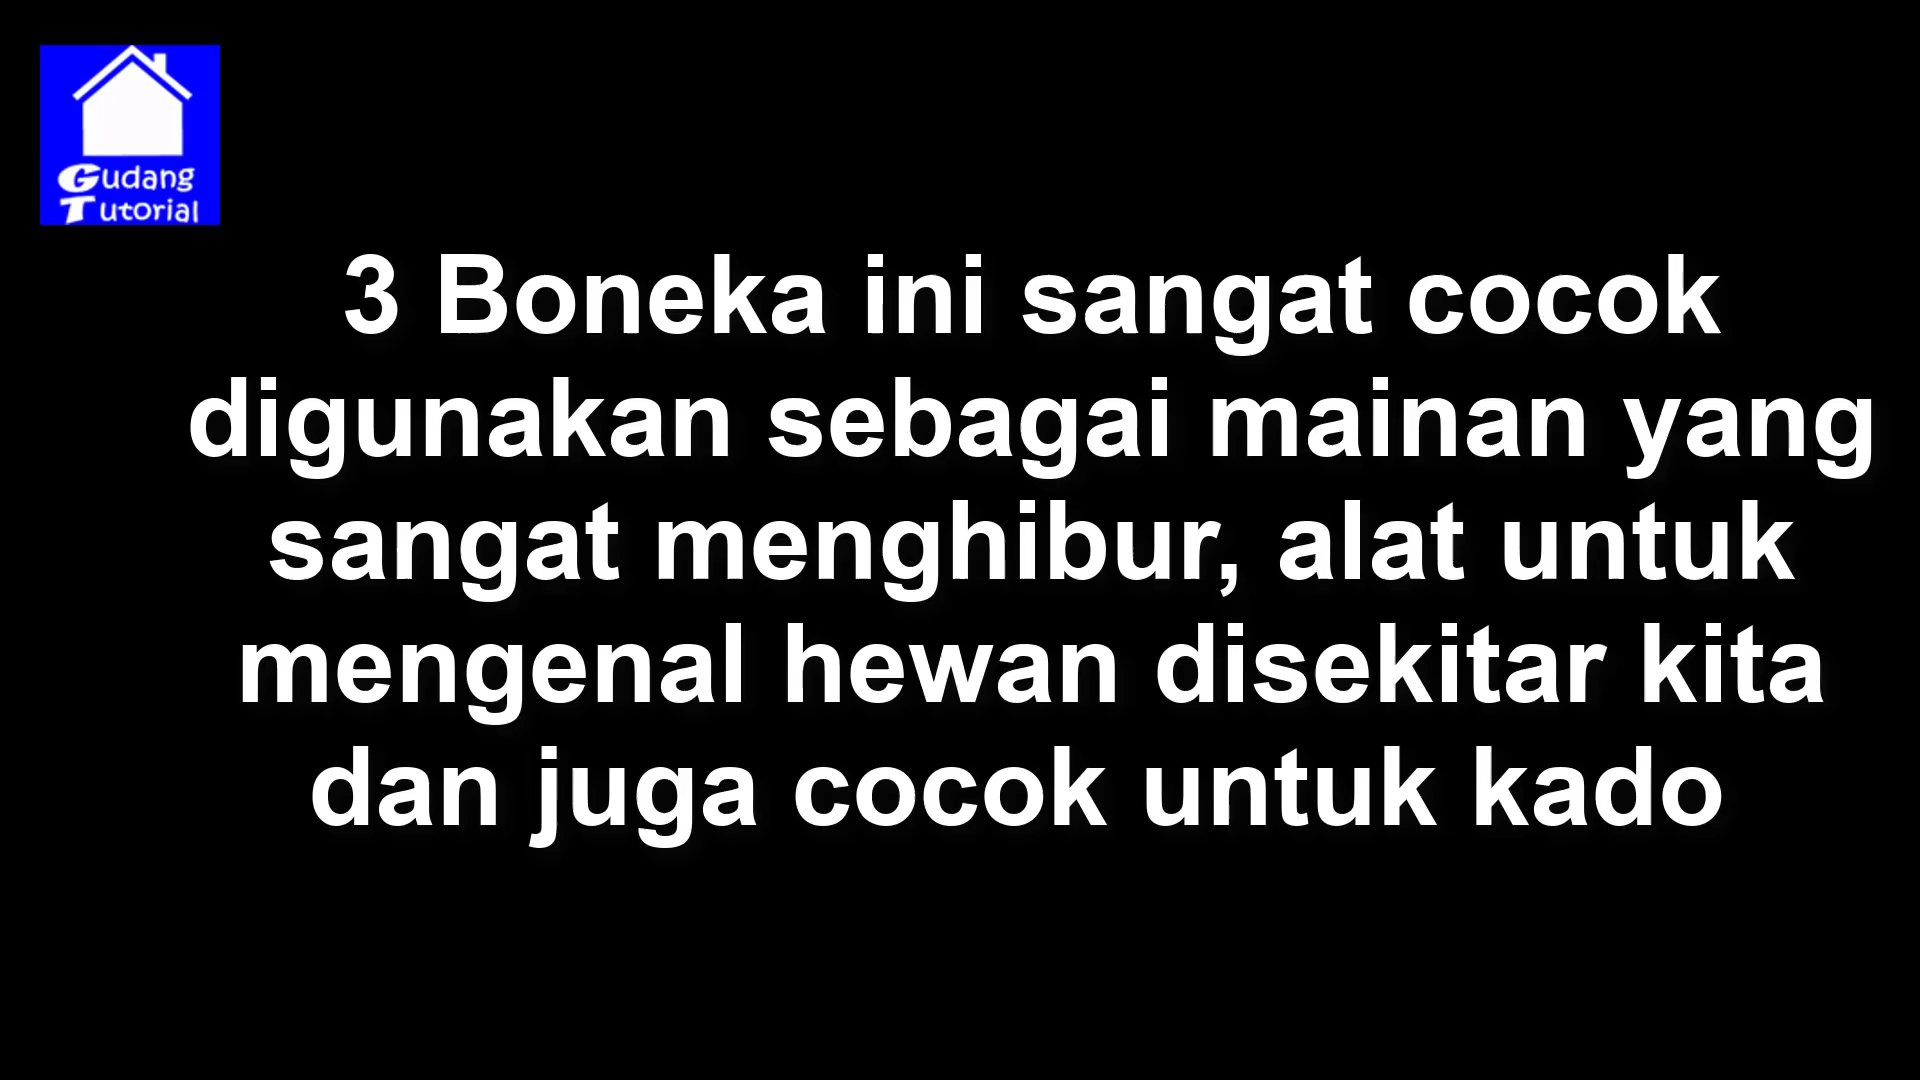 Gudang
Tutorial
3 Boneka ini sangat cocok
digunakan sebagai mainan yang
sangat menghibur, alat untuk
mengenal hewan disekitar kita
dan juga cocok untuk kado